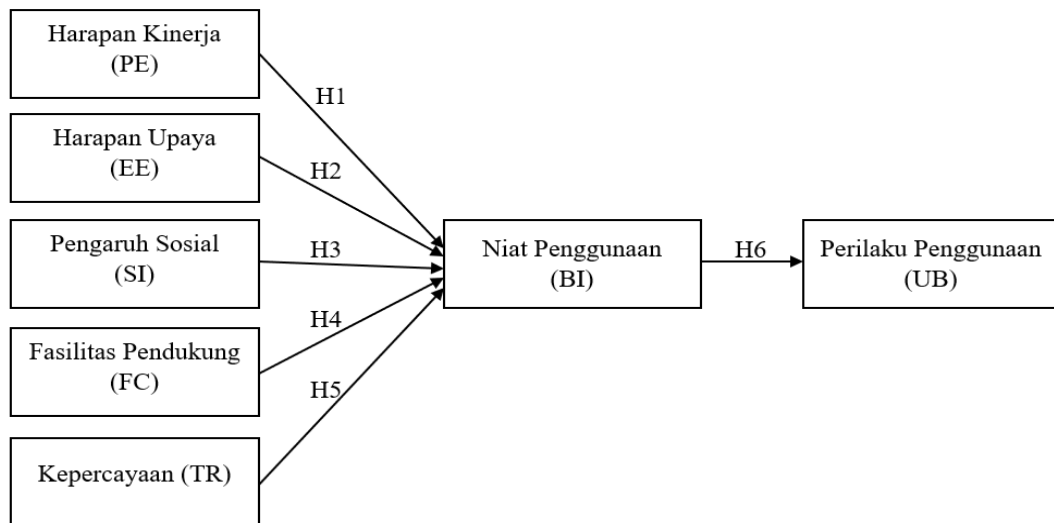 Harapan Kinerja
(PE)
H1
Harapan Upaya
(EE)
H2
Pengaruh Sosial
(SI)
H3
Niat Penggunaan
(BI)
H6
Perilaku Penggunaan
(UB)
H4
Fasilitas Pendukung
(FC)
H5
Kepercayaan (TR)